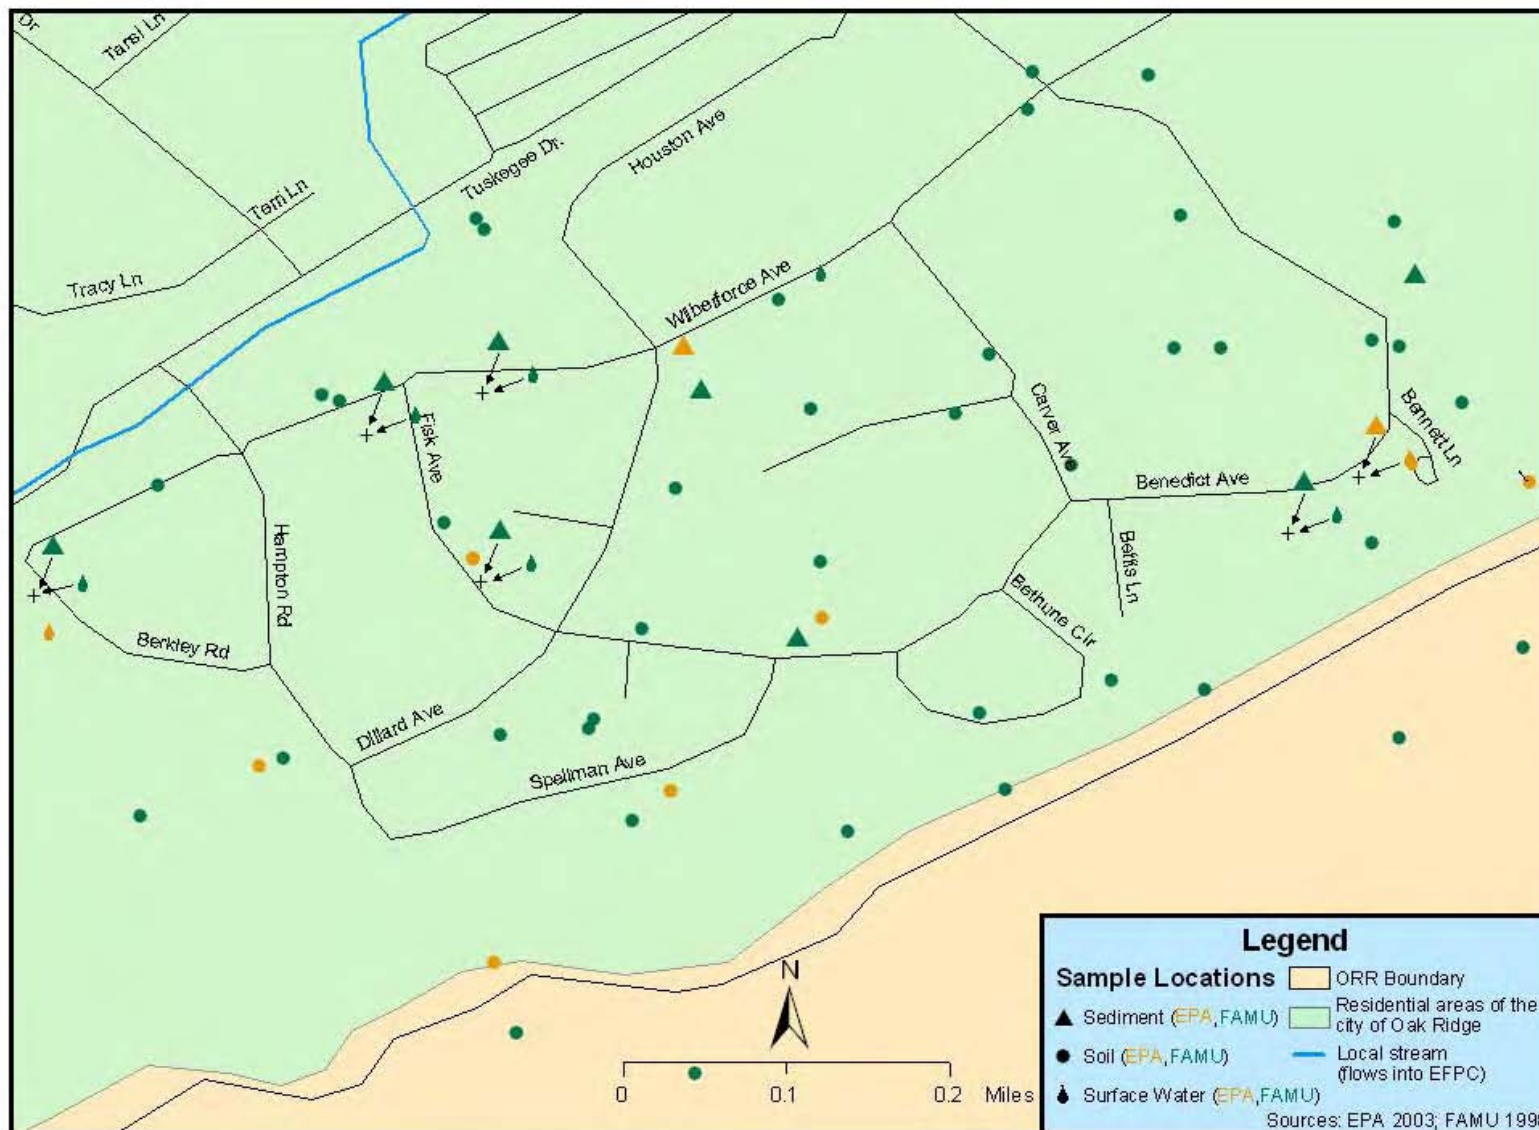 Dr
Tansi Ln
Houston Ave
Tuskegee Dr.
Terri Ln
Tracy Ln
Wilberforce Ave
Fisk Ave
Carver Ave
Bennett Ln
Benedict Ave
Hampton Rd
Bettis Ln
Bethune Cir
Berkley Rd
Dillard Ave
Spellman Ave
N
0 0.1 0.2 Miles
Legend
Sample Locations
Sediment (EPA,FAMU)
Soil (EPA,FAMU)
Surface Water (EPA,FAMU)
ORR Boundary
Residential areas of the
city of Oak Ridge
Local stream
(flows into EFPC)
Sources: EPA 2003; FAMU